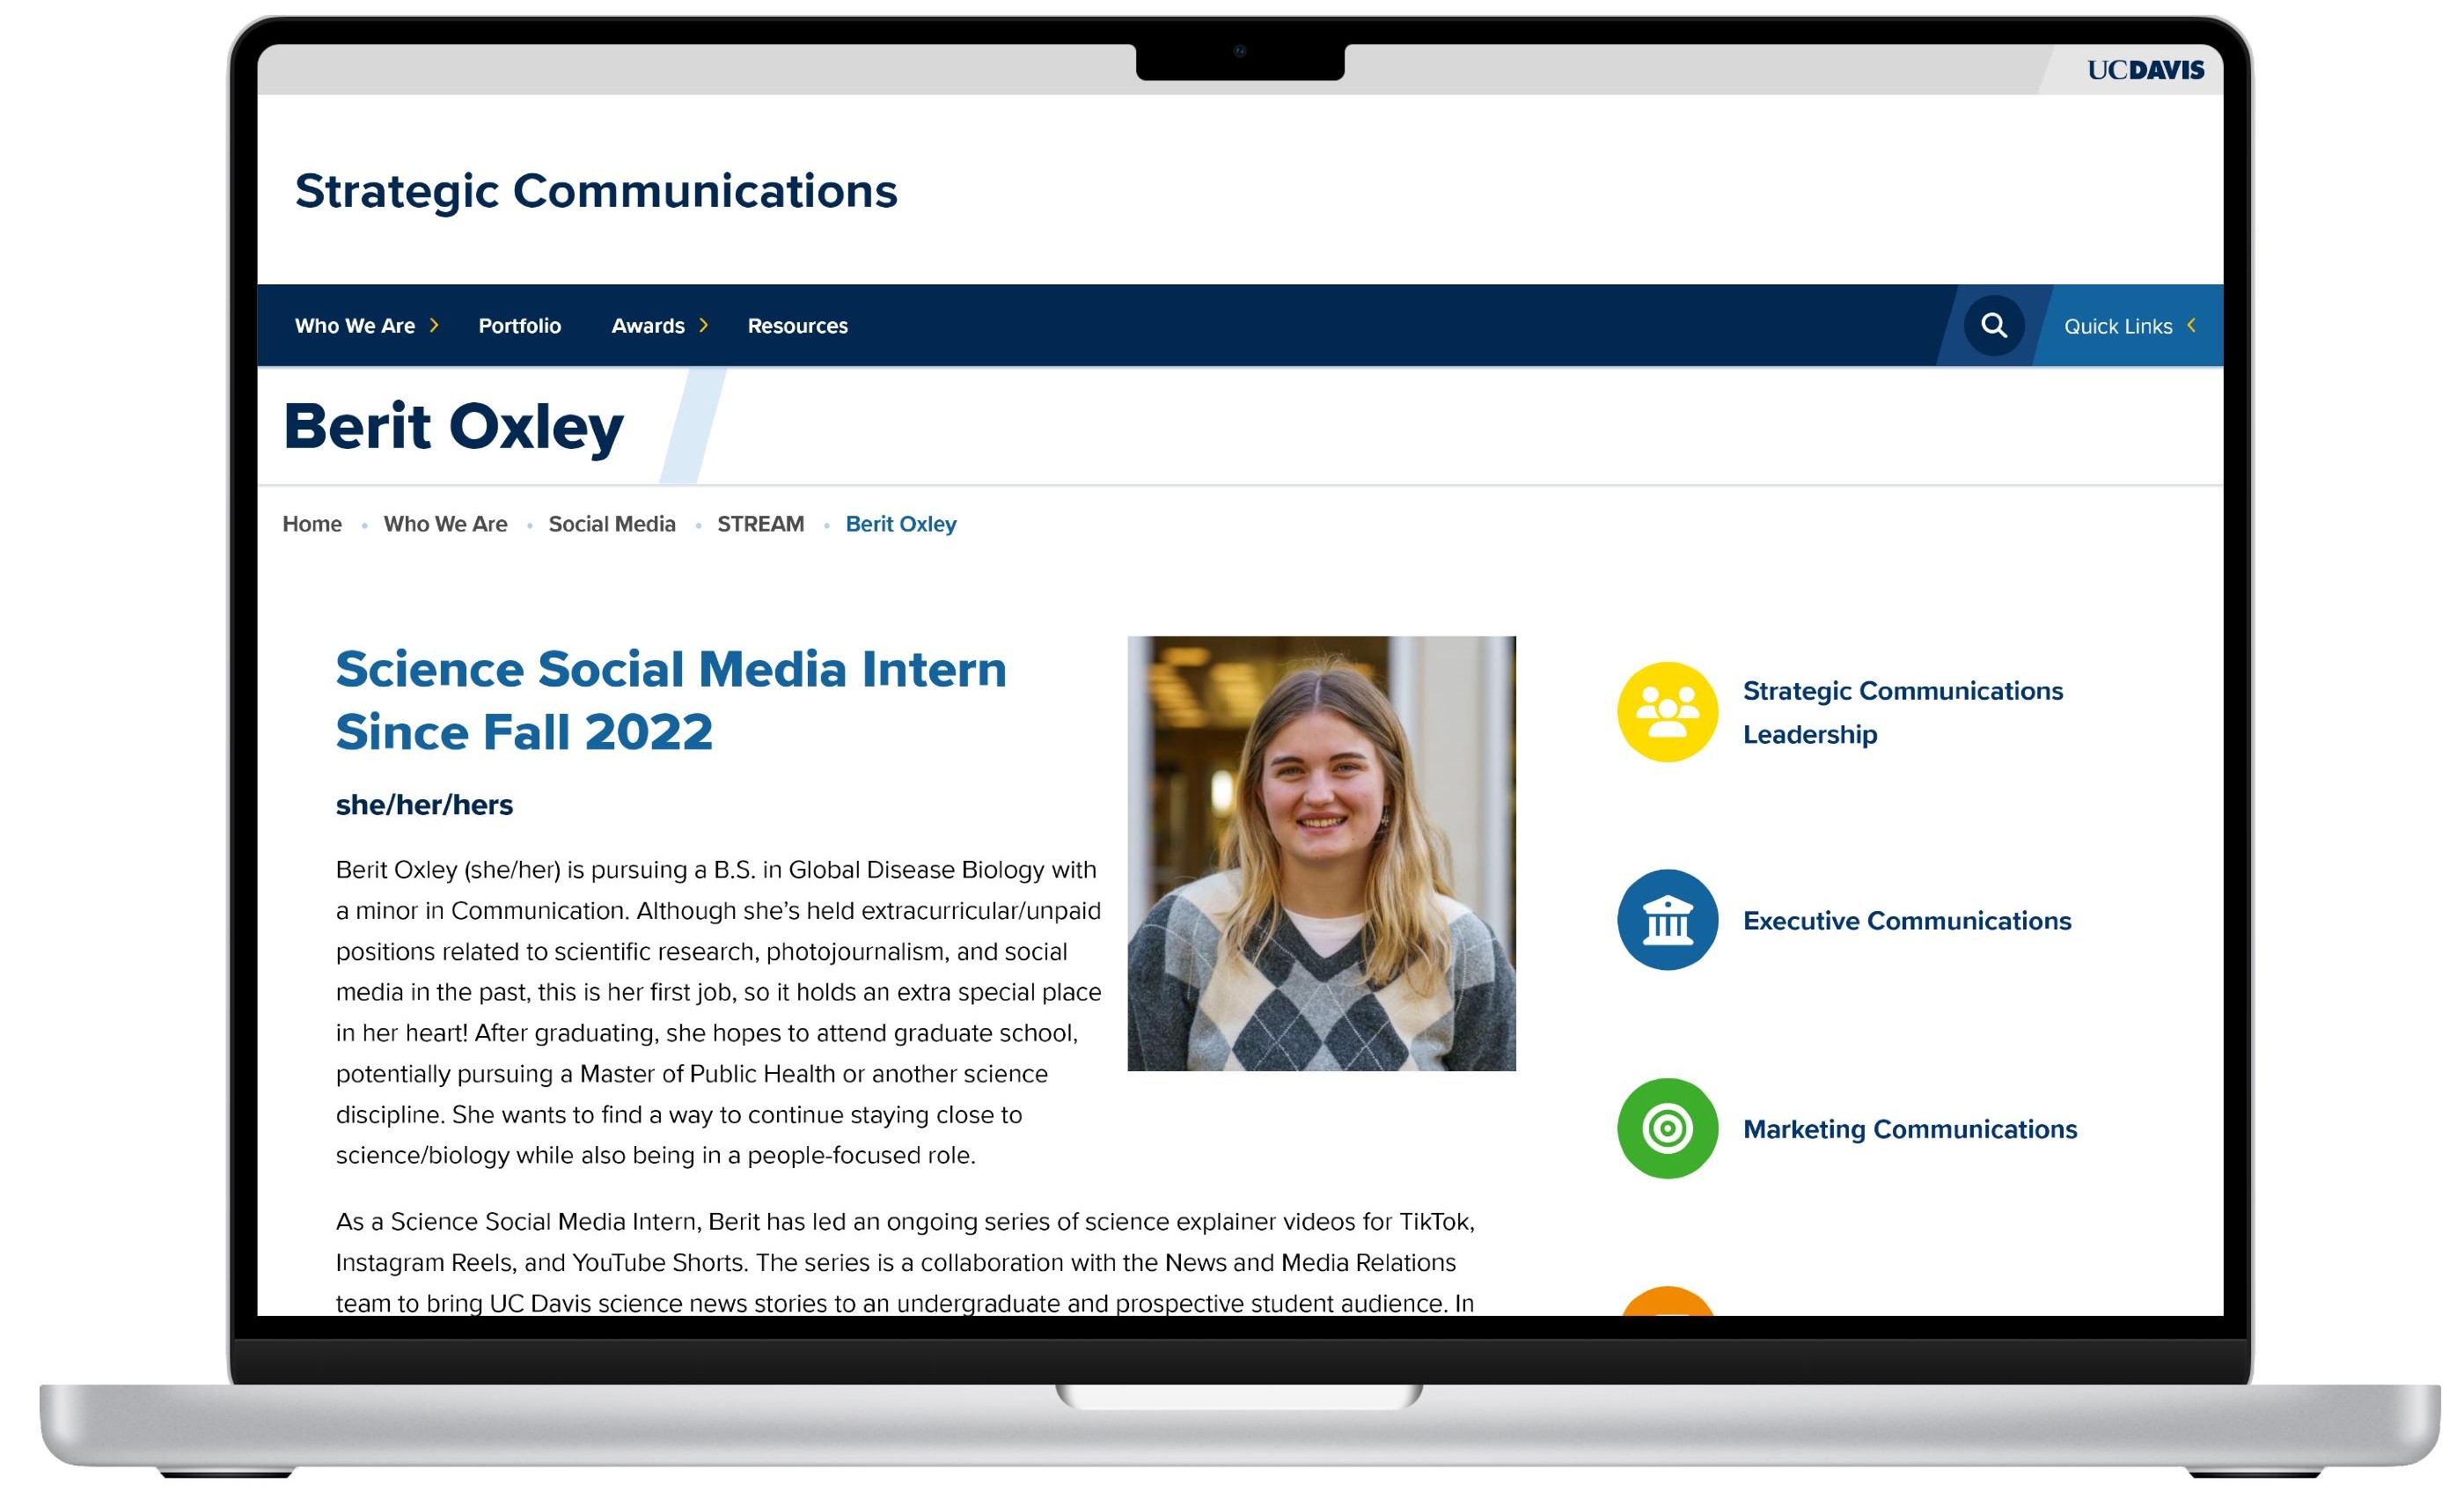 UCDAVIS
Strategic Communications
Who We Are
Portfolio
Awards
Resources
Quick Links
Berit Oxley
Home
Who We Are
Social Media
STREAM
Berit Oxley
Science Social Media Intern
Since Fall 2022
she/her/hers
Berit Oxley (she/her) is pursuing a B.S. in Global Disease Biology with
a minor in Communication. Although she’s held extracurricular/unpaid
positions related to scientific research, photojournalism, and social
media in the past, this is her first job, so it holds an extra special place
in her heart! After graduating, she hopes to attend graduate school,
potentially pursuing a Master of Public Health or another science
discipline. She wants to find a way to continue staying close to
science/biology while also being in a people-focused role.
As a Science Social Media Intern, Berit has led an ongoing series of science explainer videos for TikTok,
Instagram Reels, and YouTube Shorts. The series is a collaboration with the News and Media Relations
team to bring UC Davis science news stories to an undergraduate and prospective student audience. In
Strategic Communications
Leadership
Executive Communications
Marketing Communications